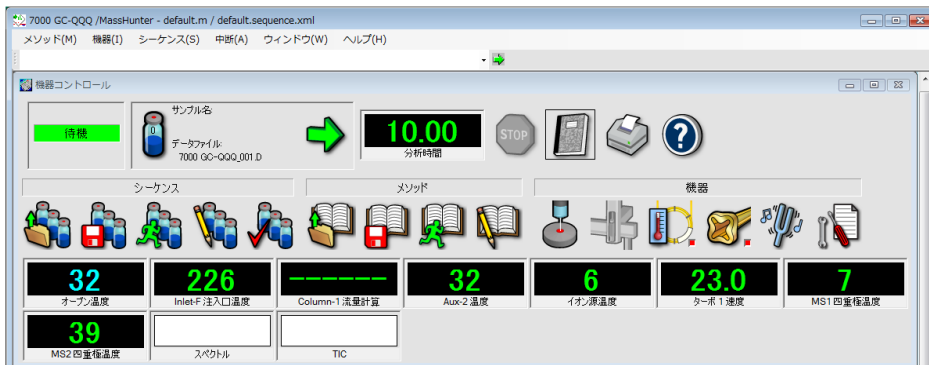 7000 GC-QQQ /MassHunter - default.m / default.sequence.xml
メソッド(M) 機器(I) シーケンス(S) 中断(A) ウィンドウ(W) ヘルプ(H)
機器コントロール
待機
0
サンプル名:
データファイル:
7000 GC-QQQ_001.D
10.00
分析時間
STOP
?
シーケンス
メソッド
機器
32
オーブン温度
226
Inlet-F 注入口温度
------
Column-1 流量計算
32
Aux-2 温度
6
イオン源温度
23.0
ターボ 1 速度
7
MS1 四重極温度
39
MS2 四重極温度
スペクトル
TIC